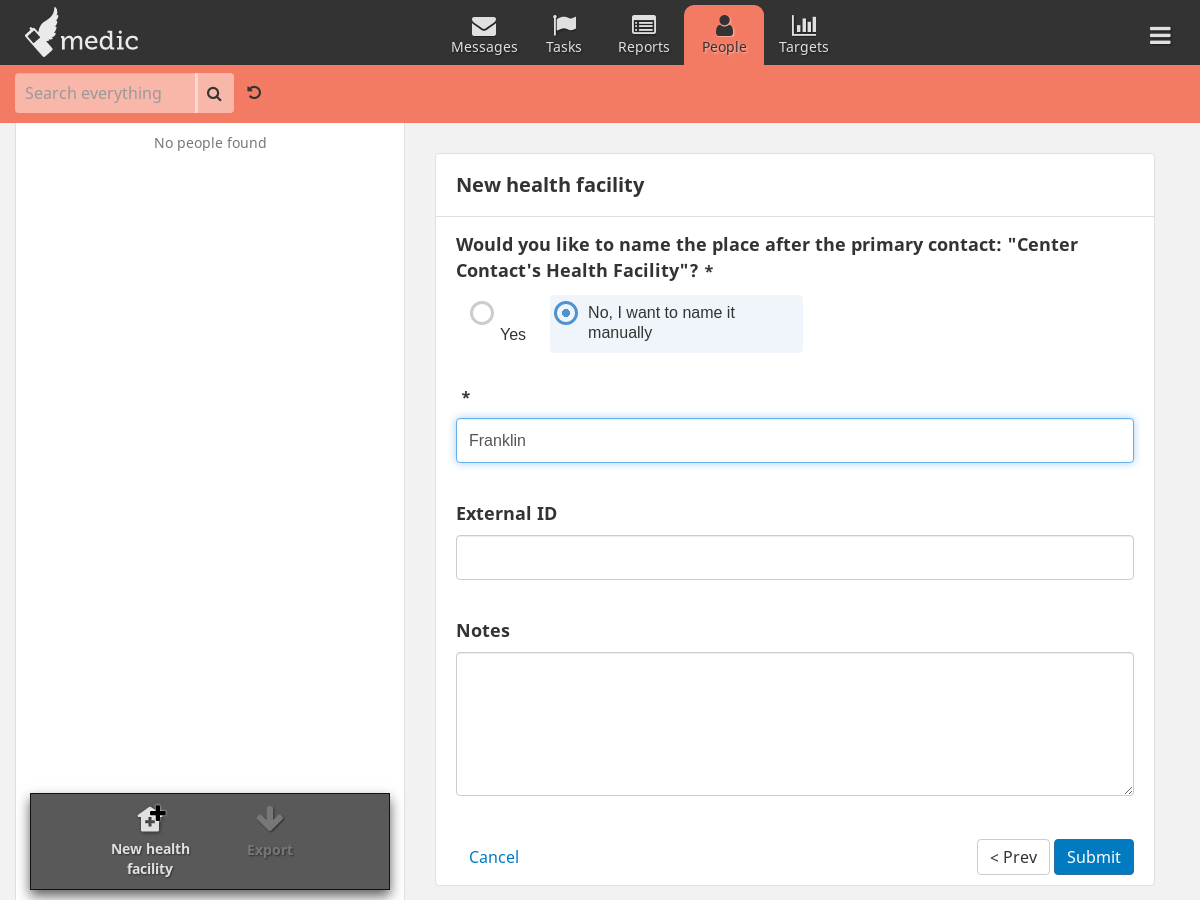 medic
Messages
Tasks
Reports
People
Targets
Search everything
No people found
New health facility
Would you like to name the place after the primary contact: "Center
Contact's Health Facility"? *
Yes
No, I want to name it
manually
*
Franklin
External ID
Notes
New health
facility
Export
Cancel
< Prev
Submit